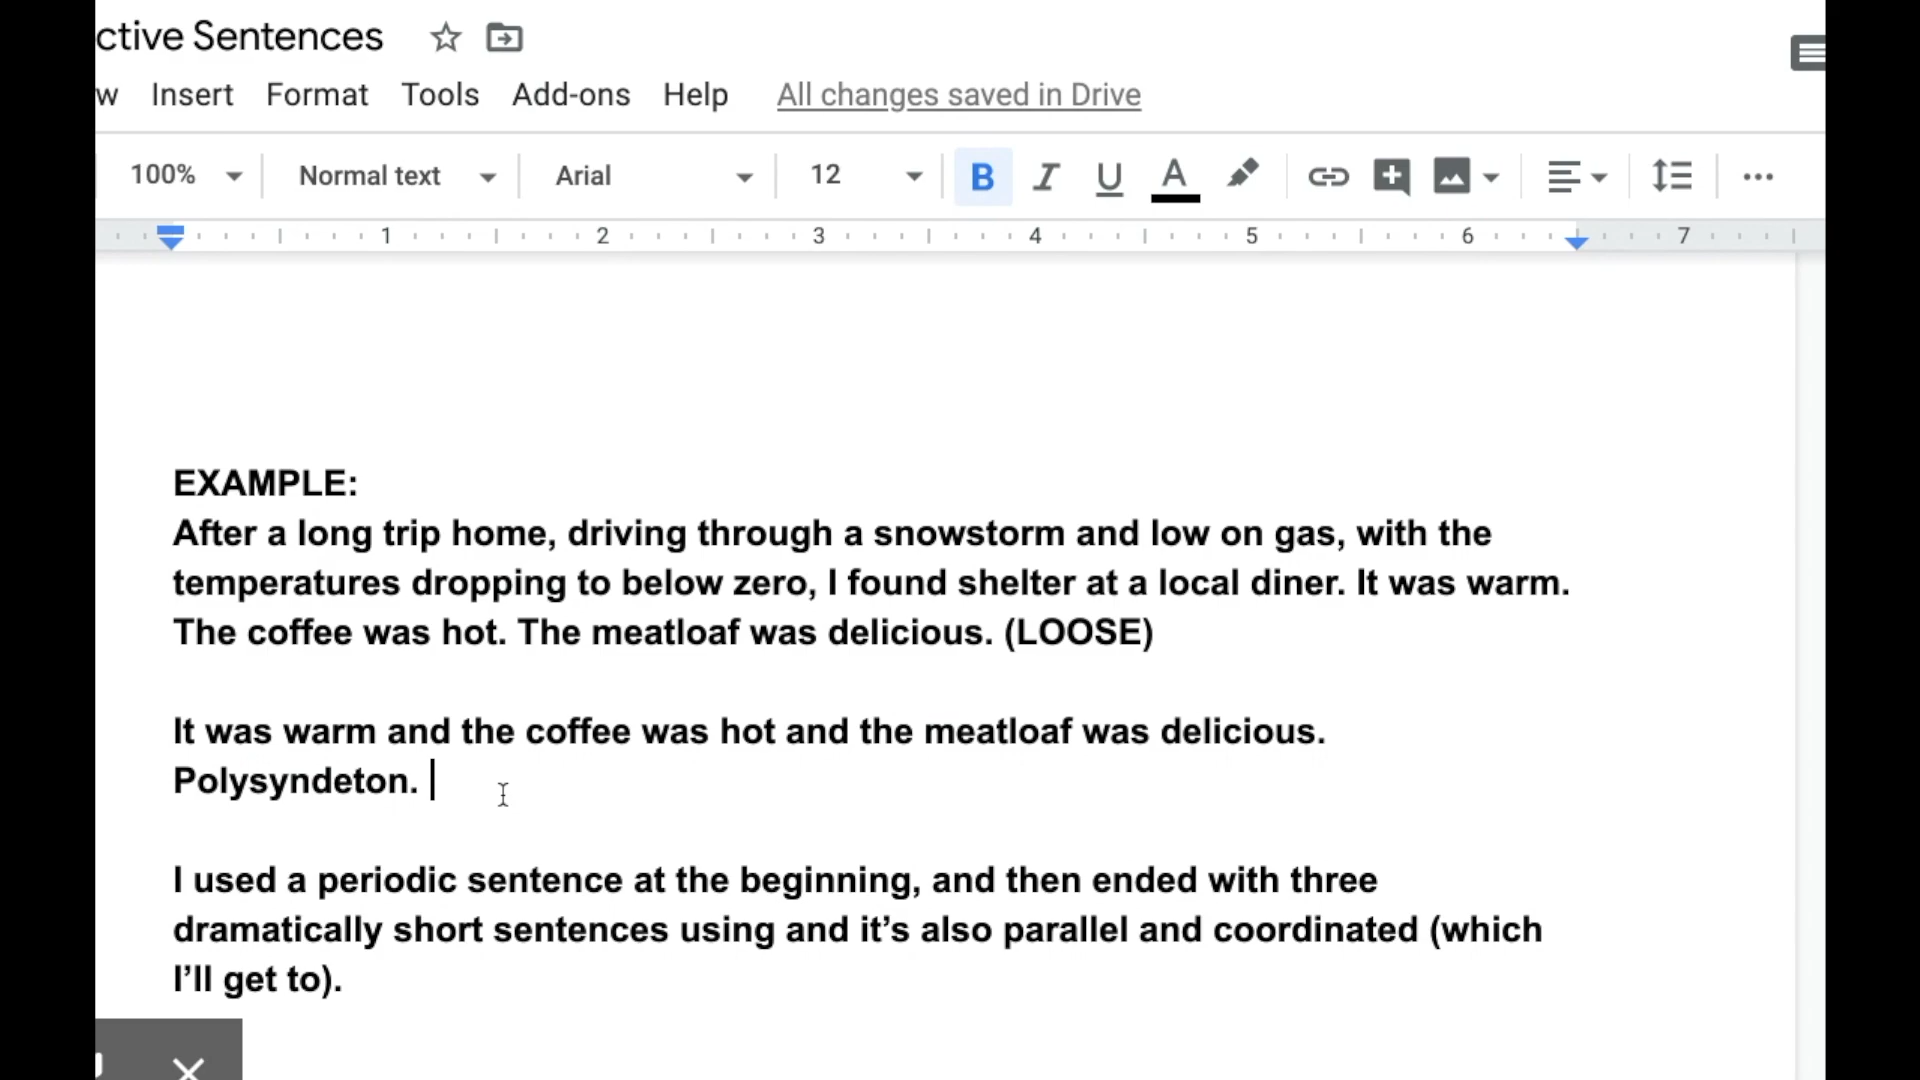 ctive Sentences
w Insert Format Tools Add-ons Help All changes saved in Drive
100% Normal text Arial 12 B I U A
1 2 3 4 5 6 7
EXAMPLE:
After a long trip home, driving through a snowstorm and low on gas, with the
temperatures dropping to below zero, I found shelter at a local diner. It was warm.
The coffee was hot. The meatloaf was delicious. (LOOSE)
It was warm and the coffee was hot and the meatloaf was delicious.
Polysyndeton.
I used a periodic sentence at the beginning, and then ended with three
dramatically short sentences using and it’s also parallel and coordinated (which
I’ll get to).